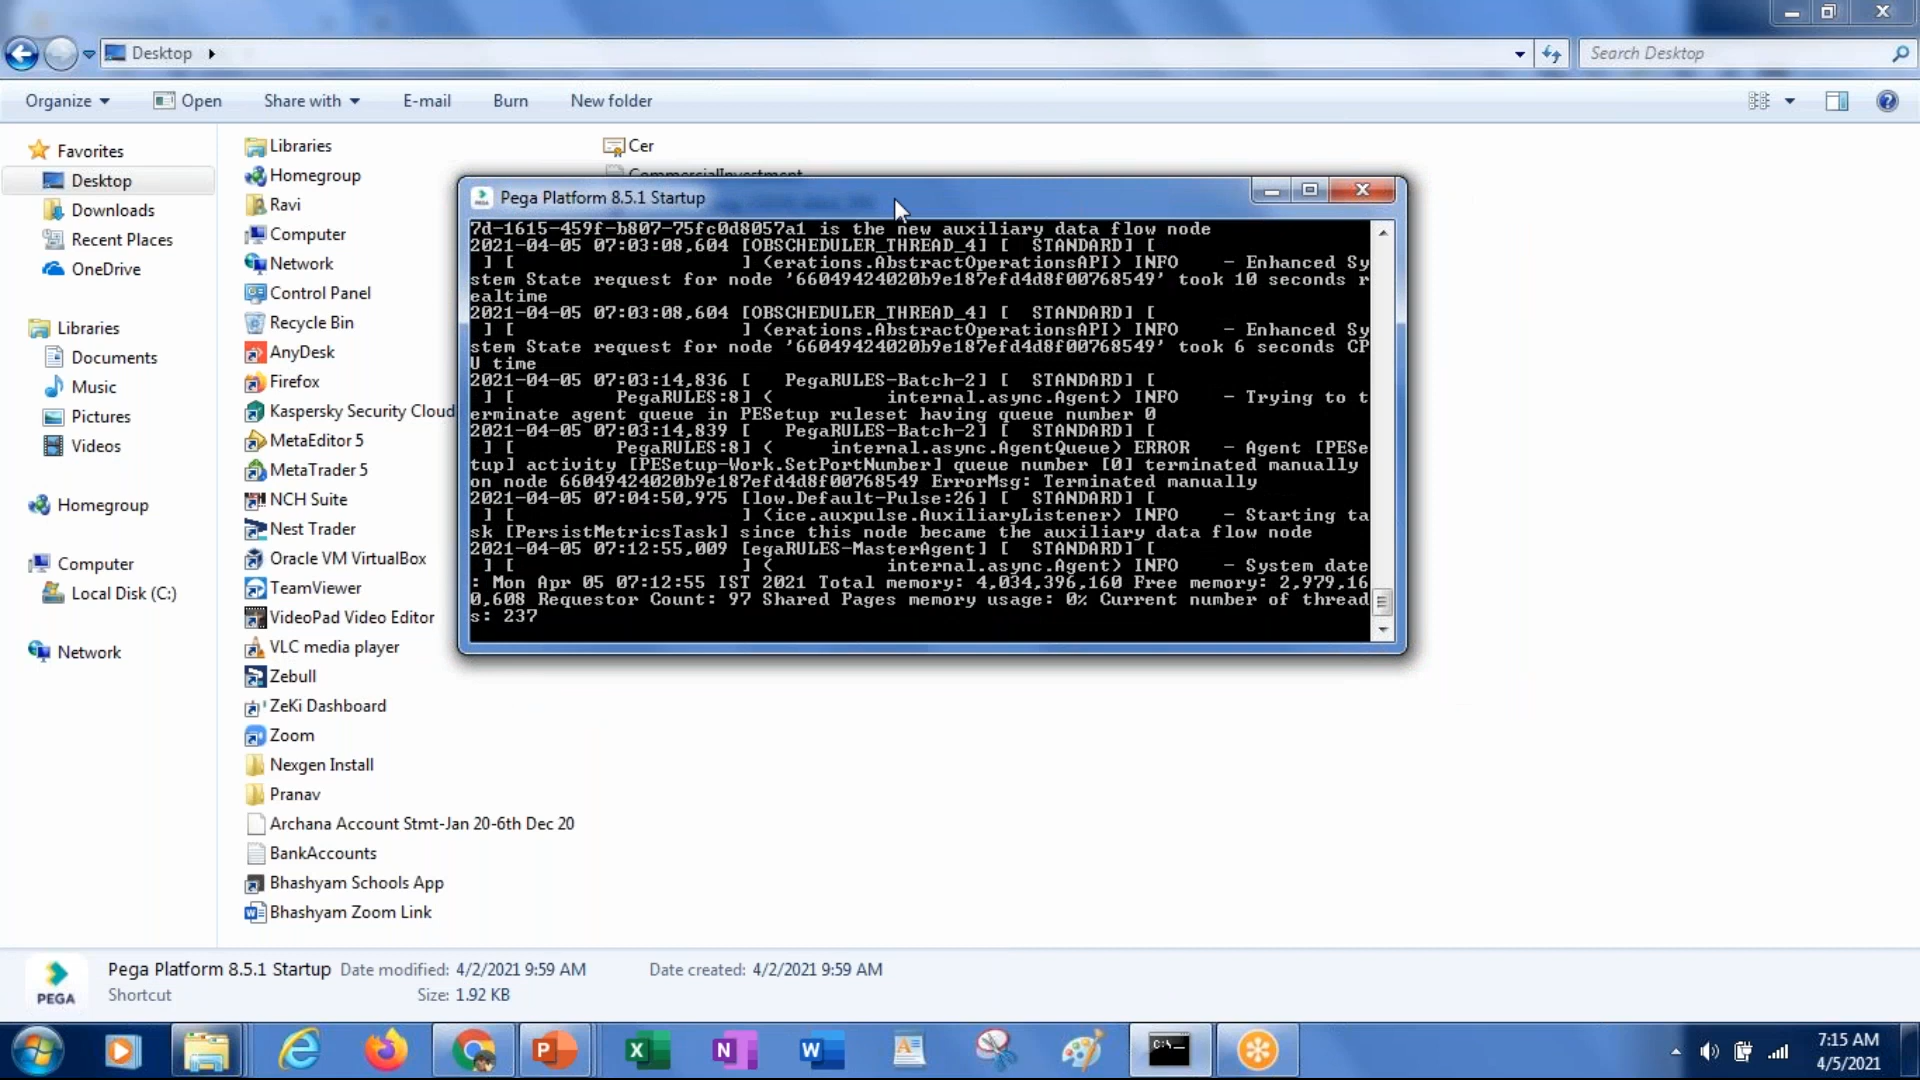 Desktop
Search Desktop
Organize
Open
Share with
E-mail
Burn
New folder
Favorites
Desktop
Downloads
Recent Places
OneDrive
Libraries
Documents
Music
Pictures
Videos
Homegroup
Computer
Local Disk (C:)
Network
Libraries
Homegroup
Ravi
Computer
Network
Control Panel
Recycle Bin
AnyDesk
Firefox
Kaspersky Security Cloud
MetaEditor 5
MetaTrader 5
NCH Suite
Nest Trader
Oracle VM VirtualBox
TeamViewer
VideoPad Video Editor
VLC media player
Zebull
ZeKi Dashboard
Zoom
Nexgen Install
Pranav
Archana Account Stmt-Jan 20-6th Dec 20
BankAccounts
Bhashyam Schools App
Bhashyam Zoom Link
Cer
CommercialInvestment
Pega Platform 8.5.1 Startup
7d-1615-459f-b807-75fc0d8057a1 is the new auxiliary data flow node
2021-04-05 07:03:08,604 [OBSCHEDULER_THREAD_4] [  STANDARD] [
 ] [                    ] (erations.AbstractOperationsAPI) INFO    - Enhanced Sy
stem State request for node '66049424020b9e187efd4d8f00768549' took 10 seconds r
ealtime
2021-04-05 07:03:08,604 [OBSCHEDULER_THREAD_4] [  STANDARD] [
 ] [                    ] (erations.AbstractOperationsAPI) INFO    - Enhanced Sy
stem State request for node '66049424020b9e187efd4d8f00768549' took 6 seconds CP
U time
2021-04-05 07:03:14,836 [   PegaRULES-Batch-2] [  STANDARD] [
 ] [         PegaRULES:8] (          internal.async.Agent) INFO    - Trying to t
erminate agent queue in PESetup ruleset having queue number 0
2021-04-05 07:03:14,839 [   PegaRULES-Batch-2] [  STANDARD] [
 ] [         PegaRULES:8] (     internal.async.AgentQueue) ERROR   - Agent [PESe
tup] activity [PESetup-Work.SetPortNumber] queue number [0] terminated manually
on node 66049424020b9e187efd4d8f00768549 ErrorMsg: Terminated manually
2021-04-05 07:04:50,975 [low.Default-Pulse:26] [  STANDARD] [
 ] [                    ] (ice.auxpulse.AuxiliaryListener) INFO    - Starting ta
sk [PersistMetricsTask] since this node became the auxiliary data flow node
2021-04-05 07:12:55,009 [egaRULES-MasterAgent] [  STANDARD] [
 ] [                    ] (          internal.async.Agent) INFO    - System date
: Mon Apr 05 07:12:55 IST 2021 Total memory: 4,034,396,160 Free memory: 2,979,16
0,608 Requestor Count: 97 Shared Pages memory usage: 0% Current number of thread
s: 237
PEGA
Pega Platform 8.5.1 Startup
Date modified: 4/2/2021 9:59 AM
Date created: 4/2/2021 9:59 AM
Shortcut
Size: 1.92 KB
7:15 AM
4/5/2021